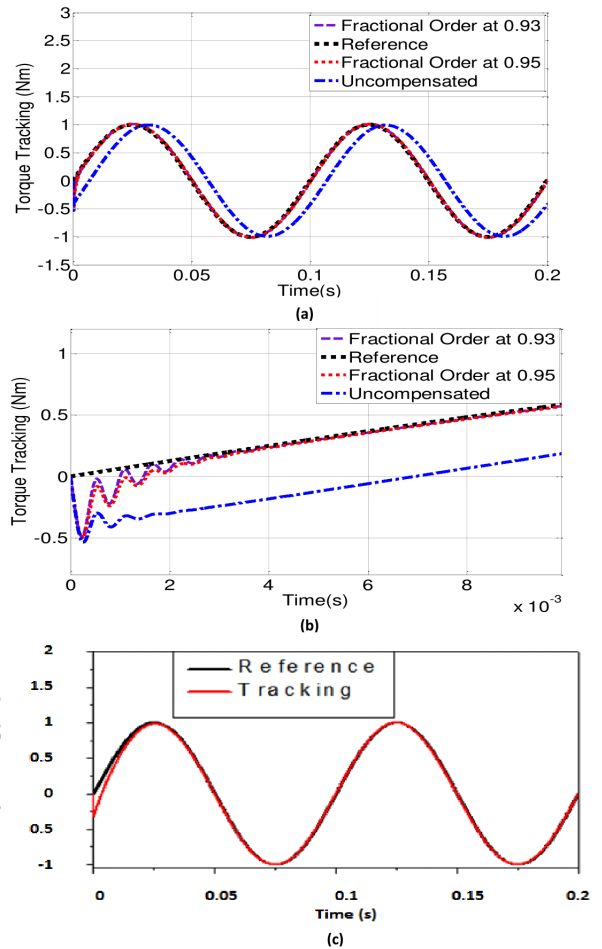 3
2.5
2
1.5
1
0.5
0
-0.5
-1
-1.5
Torque Tracking (Nm)
Fractional Order at 0.93
Reference
Fractional Order at 0.95
Uncompensated
0 0.05 0.1 0.15 0.2
Time(s)
(a)
1
0.5
0
-0.5
Torque Tracking (Nm)
Fractional Order at 0.93
Reference
Fractional Order at 0.95
Uncompensated
0 2 4 6 8
Time(s)
x 10-3
(b)
2
1.5
1
0.5
0
0.5
-1
Reference
Tracking
0 0.05 0.1 0.15 0.2
Time (s)
(c)